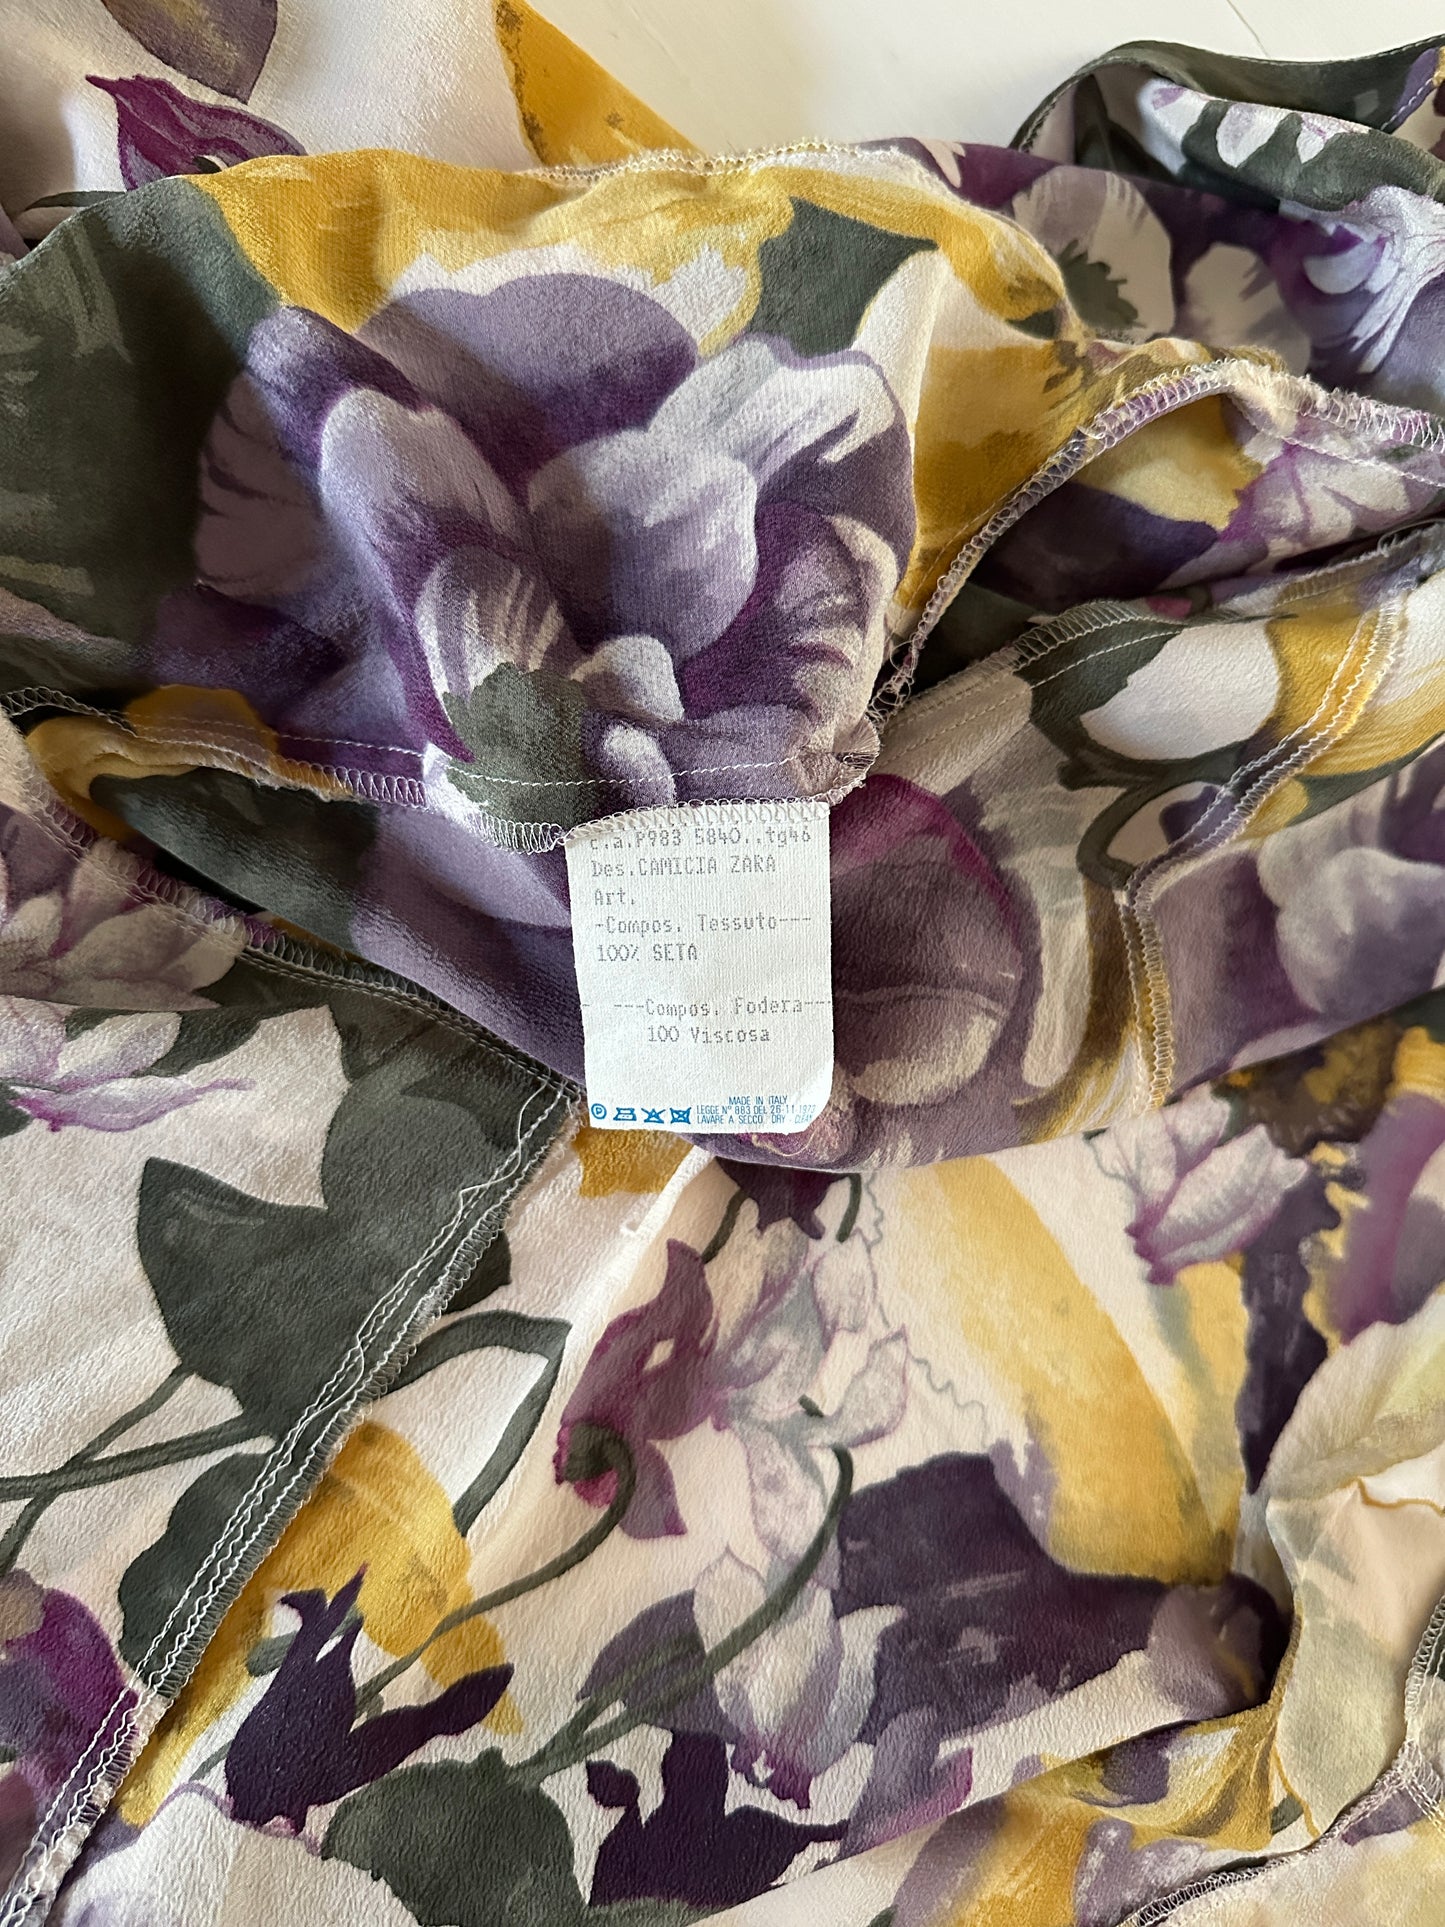 c.a.P983 5840..tg46
Des.CAMICIA ZARA
Art.
-Compos. Tessuto---
100% SETA
---Compos. Fodera---
100 Viscosa
MADE IN ITALY
LEGGE N° 883 DEL 26-11-1973
LAVARE A SECCO. DRY - CLEAN
P